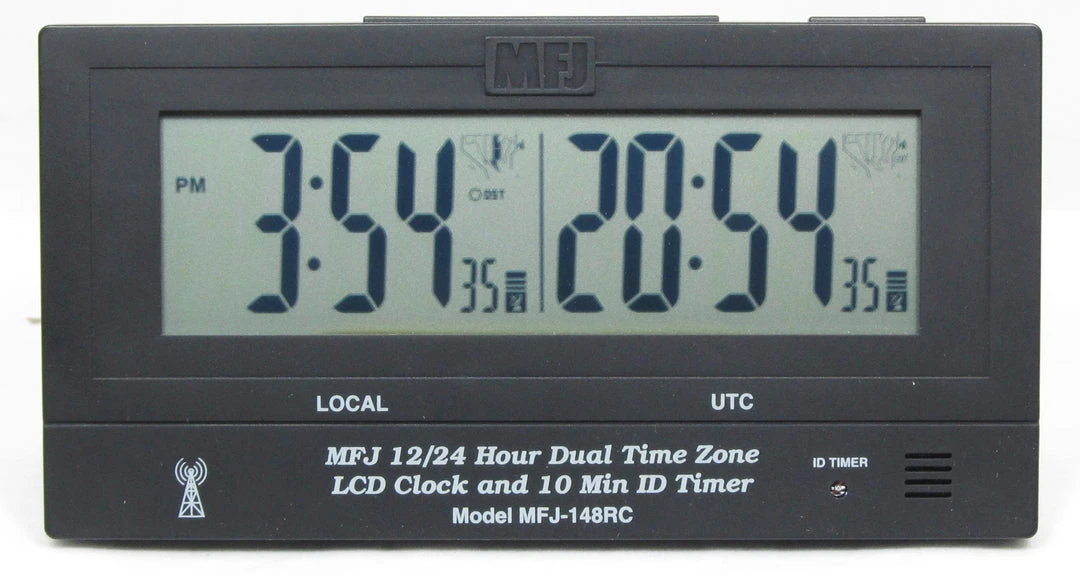 MFJ
PM 3:54 35 DST 20:54 35
LOCAL UTC
MFJ 12/24 Hour Dual Time Zone
LCD Clock and 10 Min ID Timer
Model MFJ-148RC
ID TIMER